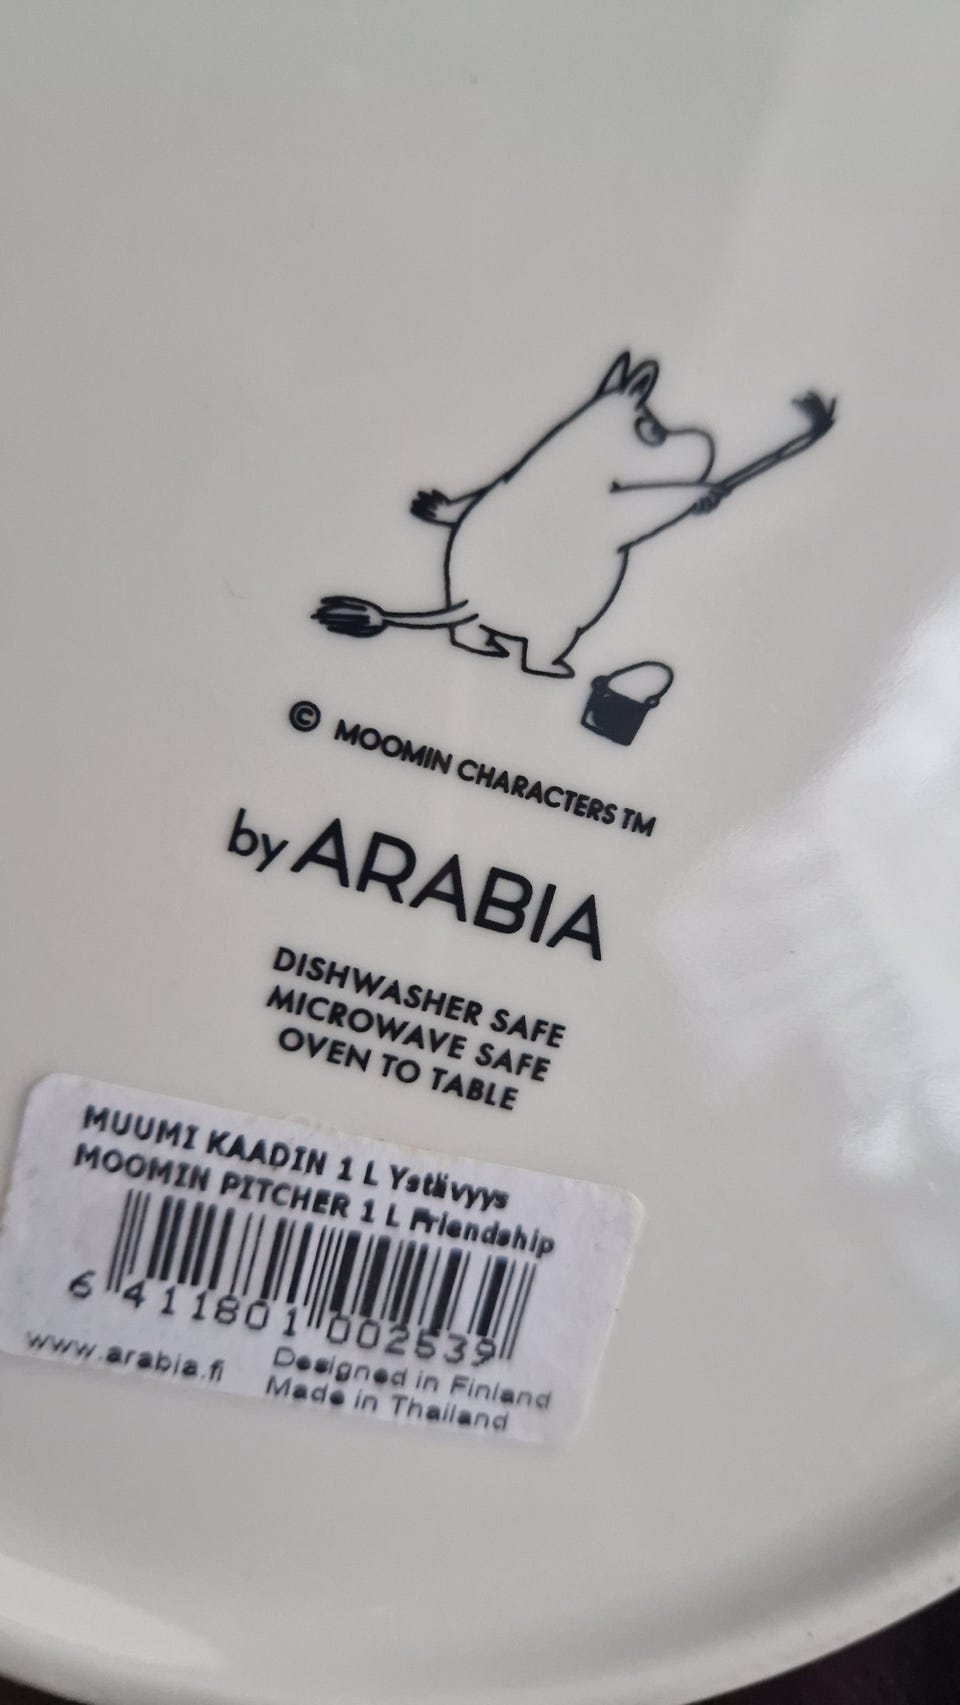 © MOOMIN CHARACTERS TM
by ARABIA
DISHWASHER SAFE
MICROWAVE SAFE
OVEN TO TABLE
MUUMI KAADIN 1 L Ystävyys
MOOMIN PITCHER 1 L Friendship
6 411801 002539
www.arabia.fi Designed in Finland
Made in Thailand